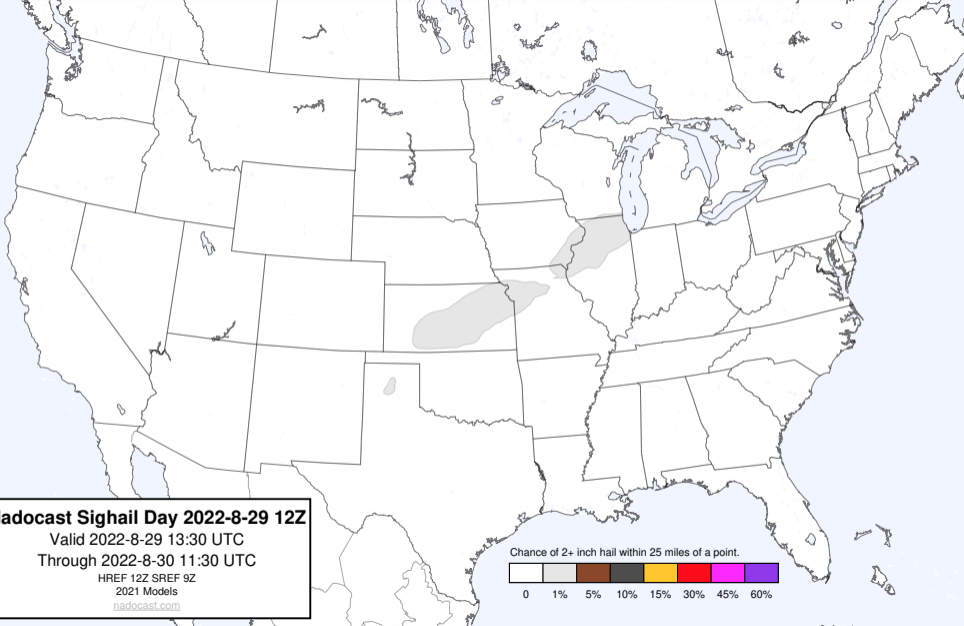 adocast Sighail Day 2022-8-29 12Z
Valid 2022-8-29 13:30 UTC
Through 2022-8-30 11:30 UTC
HREF 12Z SREF 9Z
2021 Models
nadocast.com
Chance of 2+ inch hail within 25 miles of a point.
0 1% 5% 10% 15% 30% 45% 60%